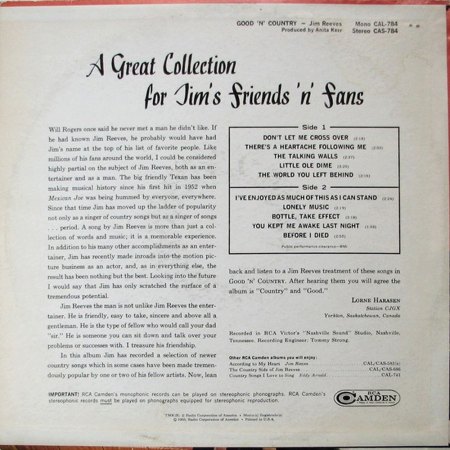 GOOD 'N' COUNTRY – Jim Reeves
Produced by Anita Kerr
Mono CAL-784
Stereo CAS-784
A Great Collection
for Jim's Friends 'n' Fans
Will Rogers once said he never met a man he didn't like. If
he had known Jim Reeves, he probably would have had
Jim's name at the top of his list of favorite people. Like
millions of his fans around the world, I could be considered
highly partial on the subject of Jim Reeves, both as an en-
tertainer and as a man. The big friendly Texan has been
making musical history since his first hit in 1952 when
Mexican Joe was being hummed by everyone, everywhere.
Since that time Jim has moved up the ladder of popularity
not only as a singer of country songs but as a singer of songs
. . . period. A song by Jim Reeves is more than just a col-
lection of words and music; it is a memorable experience.
In addition to his many other accomplishments as an enter-
tainer, Jim has recently made inroads into the motion pic-
ture business as an actor, and, as in everything else, the
result has been nothing but the best. Looking into the future
I would say that Jim has only scratched the surface of a
tremendous potential.
Jim Reeves the man is not unlike Jim Reeves the enter-
tainer. He is friendly, easy to take, sincere and above all a
gentleman. He is the type of fellow who would call your dad
"sir." He is someone you can sit down and talk over your
problems or successes with. I treasure his friendship.
In this album Jim has recorded a selection of newer
country songs which in some cases have been made tremen-
dously popular by one or two of his fellow artists. Now, lean
Side 1
DON'T LET ME CROSS OVER
THERE'S A HEARTACHE FOLLOWING ME
THE TALKING WALLS
LITTLE OLE DIME
THE WORLD YOU LEFT BEHIND
Side 2
I'VE ENJOYED AS MUCH OF THIS AS I CAN STAND
LONELY MUSIC
BOTTLE, TAKE EFFECT
YOU KEPT ME AWAKE LAST NIGHT
BEFORE I DIED
Public performance clearance—BMI.
back and listen to a Jim Reeves treatment of these songs in
GOOD 'N' COUNTRY. After hearing them you will agree the
album is "Country" and "Good."
LORNE HARASEN
Station CJGX
Yorkton, Saskatchewan, Canada
Recorded in RCA Victor's "Nashville Sound" Studio, Nashville,
Tennessee. Recording Engineer: Tommy Strong.
Other RCA Camden albums you will enjoy:
According to My Heart Jim Reeves
The Country Side of Jim Reeves CAL/CAS-686
Country Songs I Love to Sing Eddy Arnold CAL-741
IMPORTANT: RCA Camden's monophonic records can be played on stereophonic phonographs. RCA Camden's
stereophonic records must be played on phonographs equipped for stereophonic reproduction.
RCA
CAMDEN
© 1963, Radio Corporation of America • Printed in U.S.A.